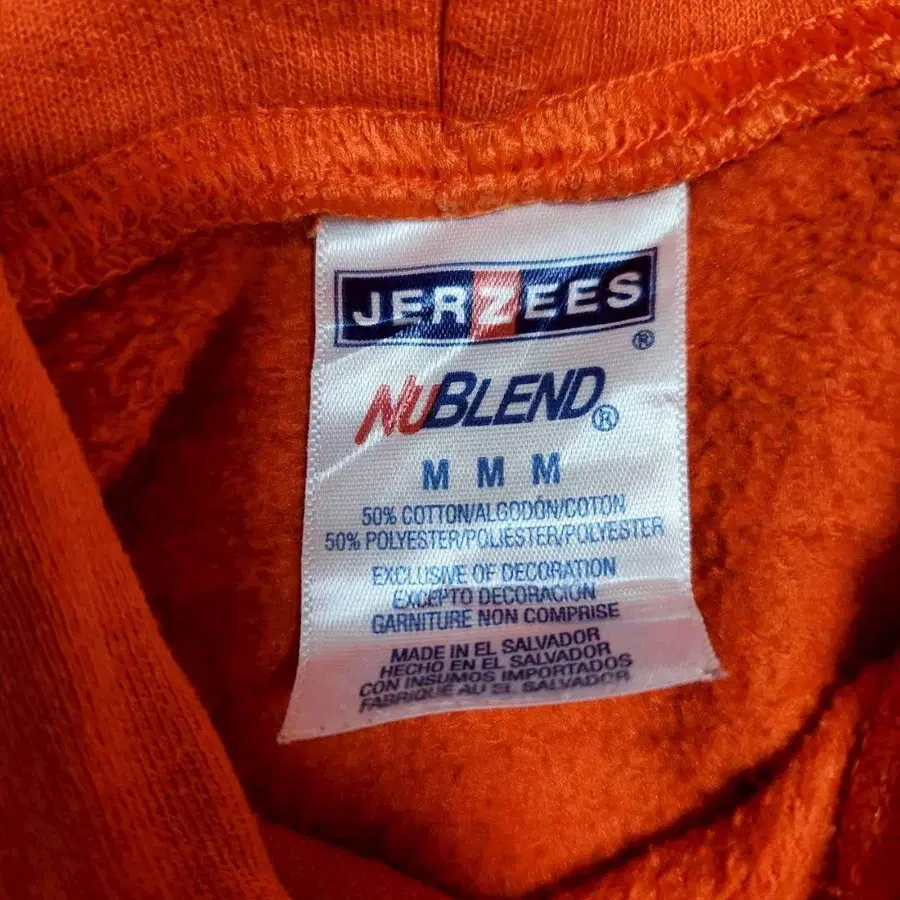 JERZEES®
NUBLEND®
M M M
50% COTTON/ALGODÓN/COTON
50% POLYESTER/POLIÉSTER/POLYESTER
EXCLUSIVE OF DECORATION
EXCEPTO DECORACIÓN
GARNITURE NON COMPRISE
MADE IN EL SALVADOR
HECHO EN EL SALVADOR
CON INSUMOS IMPORTADOS
FABRIQUÉ AU EL SALVADOR